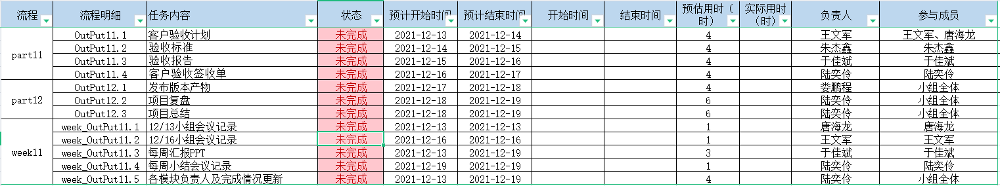 流程 流程明细 任务内容 状态 预计开始时间 预计结束时间 开始时间 结束时间 预估用时（时） 实际用时（时） 负责人 参与成员
part11 OutPut11.1 客户验收计划 未完成 2021-12-13 2021-12-14 4 王文军 王文军、唐海龙
OutPut11.2 验收标准 未完成 2021-12-14 2021-12-15 4 朱杰鑫 朱杰鑫
OutPut11.3 验收报告 未完成 2021-12-15 2021-12-16 4 于佳斌 于佳斌
OutPut11.4 客户验收签收单 未完成 2021-12-16 2021-12-17 4 陆奕伶 陆奕伶
part12 OutPut12.1 发布版本产物 未完成 2021-12-17 2021-12-18 4 娄鹏程 小组全体
OutPut12.2 项目复盘 未完成 2021-12-18 2021-12-19 6 陆奕伶 小组全体
OutPut12.3 项目总结 未完成 2021-12-18 2021-12-19 6 陆奕伶 小组全体
week11 week_OutPut11.1 12/13小组会议记录 未完成 2021-12-13 2021-12-13 1 唐海龙 唐海龙
week_OutPut11.2 12/16小组会议记录 未完成 2021-12-16 2021-12-16 1 王文军 王文军
week_OutPut11.3 每周汇报PPT 未完成 2021-12-13 2021-12-19 3 于佳斌 于佳斌
week_OutPut11.4 每周小结会议记录 未完成 2021-12-19 2021-12-19 1 陆奕伶 陆奕伶
week_OutPut11.5 各模块负责人及完成情况更新 未完成 2021-12-13 2021-12-19 4 陆奕伶 小组全体